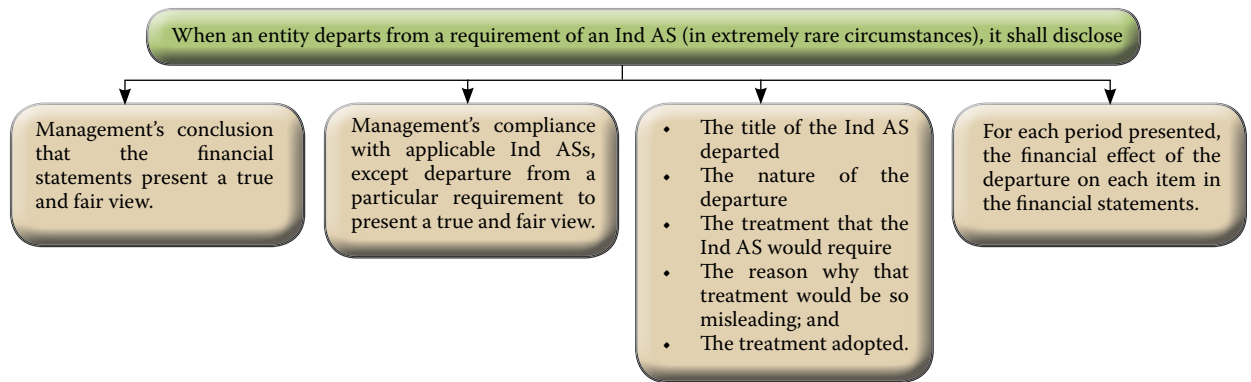 When an entity departs from a requirement of an Ind AS (in extremely rare circumstances), it shall disclose
Management's conclusion
that the financial
statements present a true
and fair view.
Management's compliance
with applicable Ind ASs,
except departure from a
particular requirement to
present a true and fair view.
• The title of the Ind AS
departed
• The nature of the
departure
• The treatment that the
Ind AS would require
• The reason why that
treatment would be so
misleading; and
• The treatment adopted.
For each period presented,
the financial effect of the
departure on each item in
the financial statements.